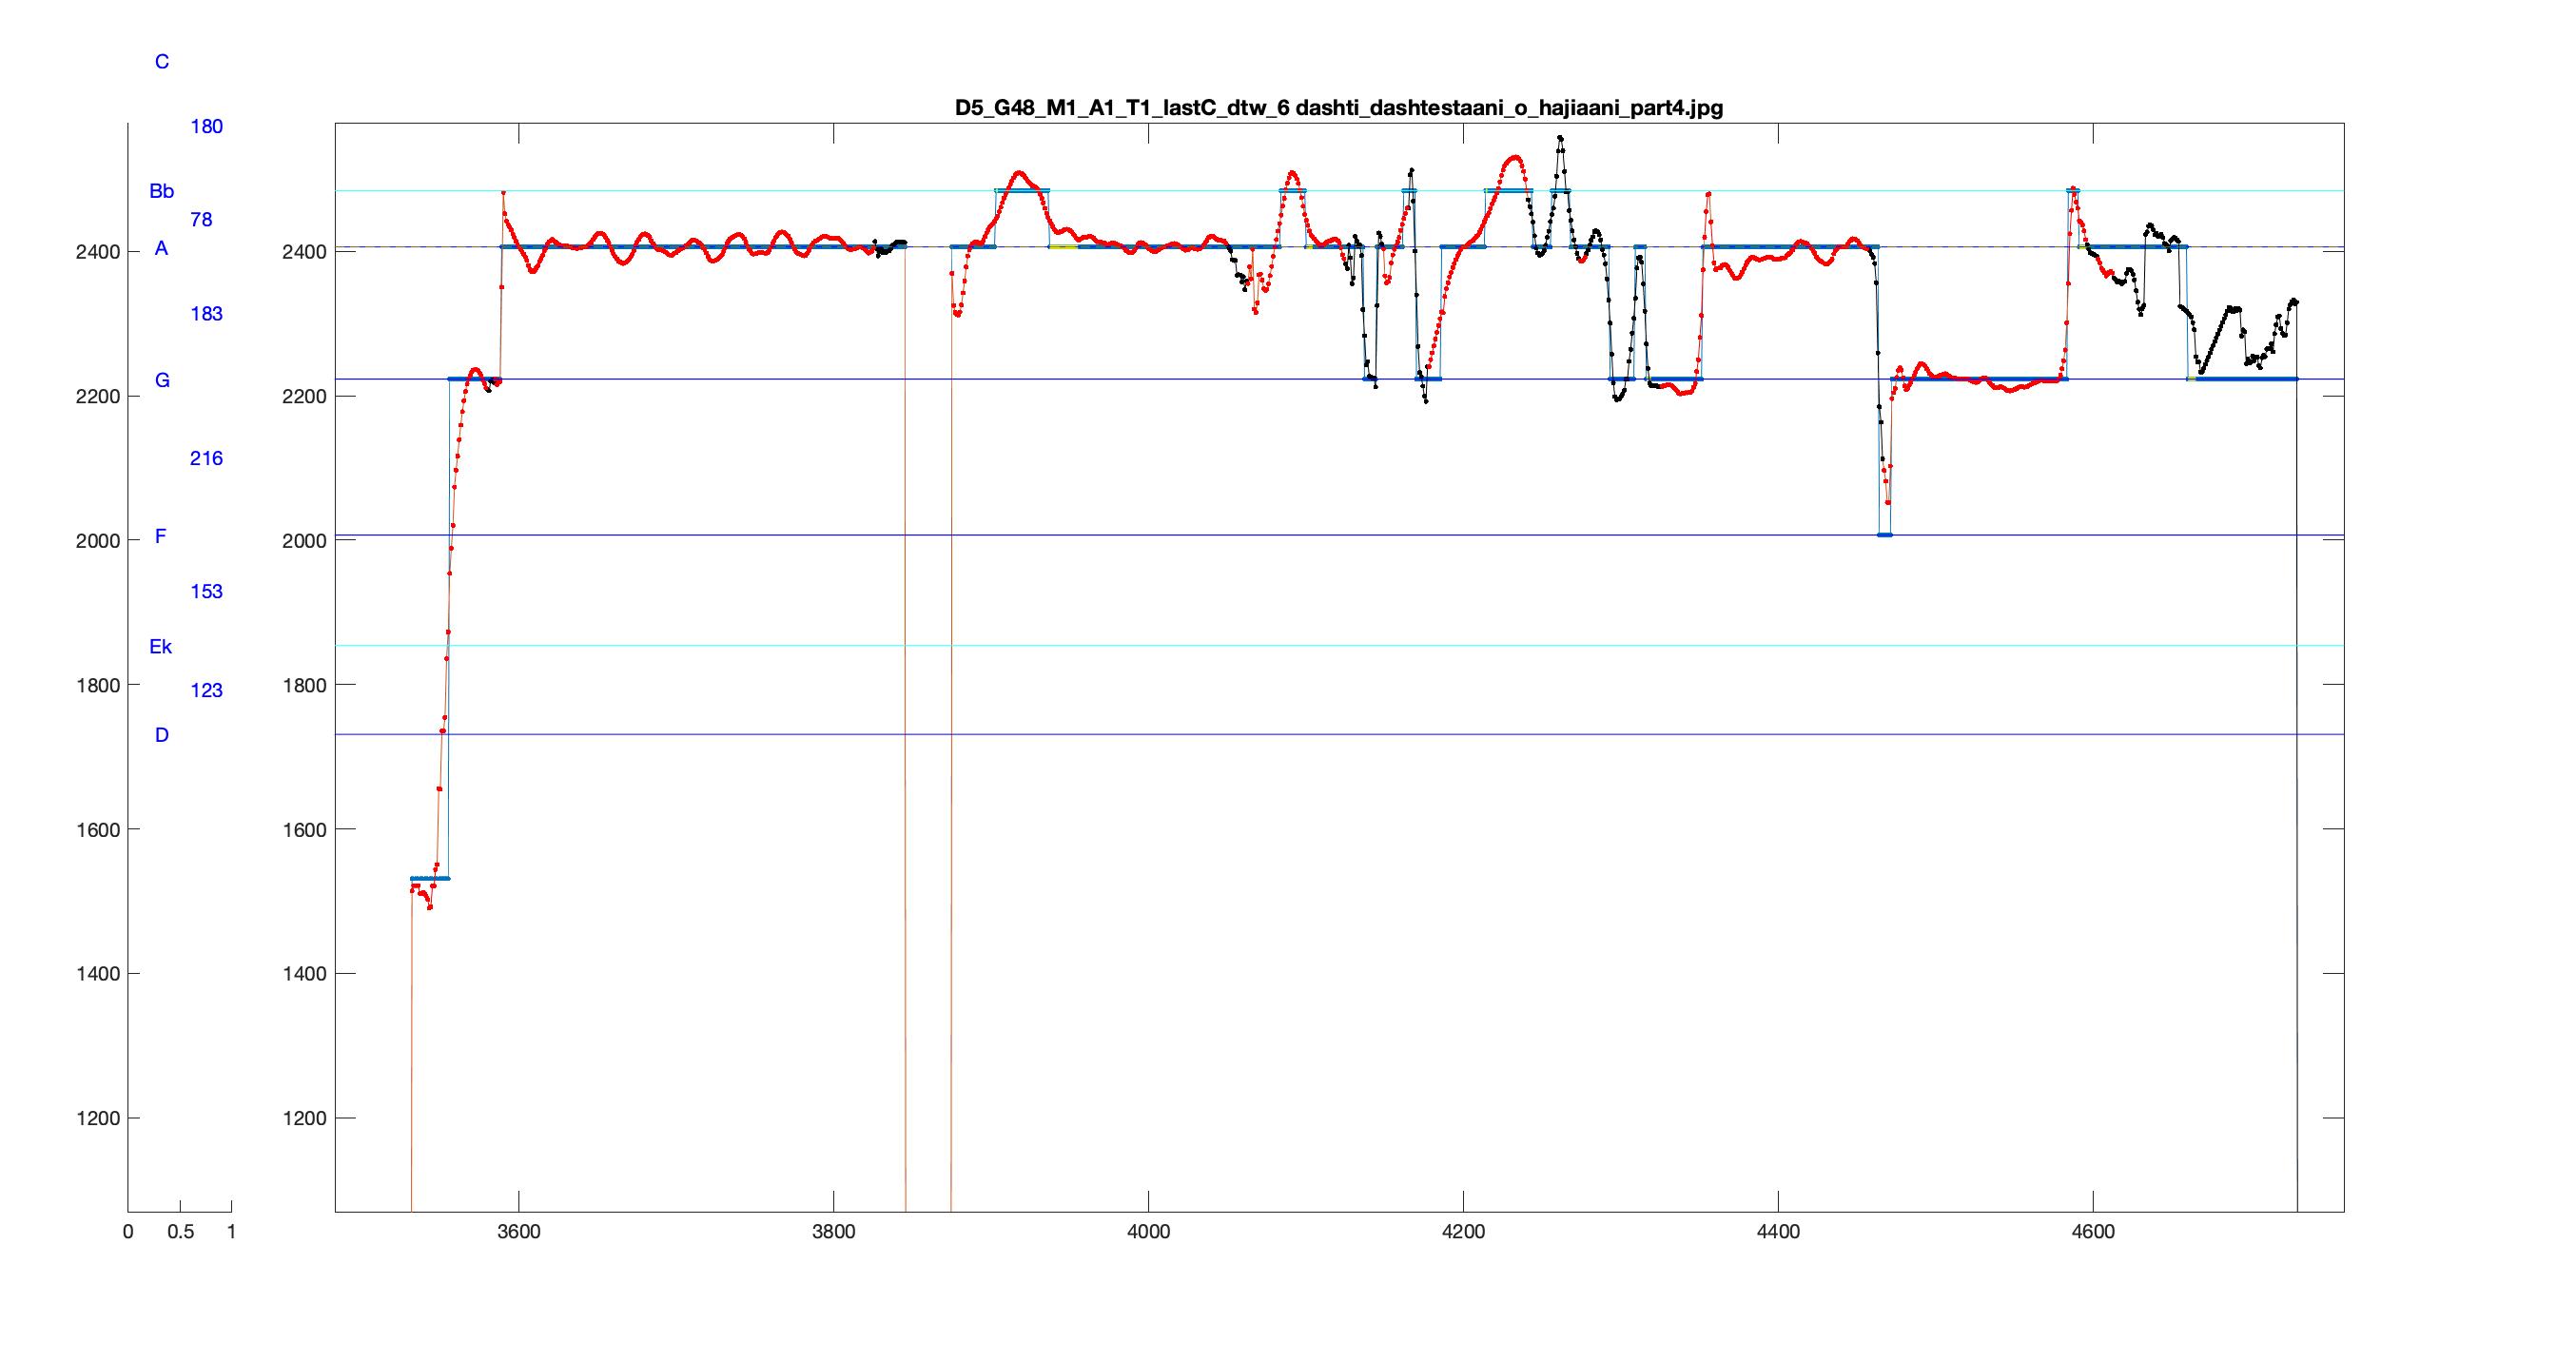 C
D5_G48_M1_A1_T1_lastC_dtw_6 dashti_dashtestaani_o_hajiaani_part4.jpg
180
Bb
78
2400 A 2400
183
G
2200 2200
216
F
2000 2000
153
Ek
1800 123 1800
D
1600 1600
1400 1400
1200 1200
0 0.5 1 3600 3800 4000 4200 4400 4600